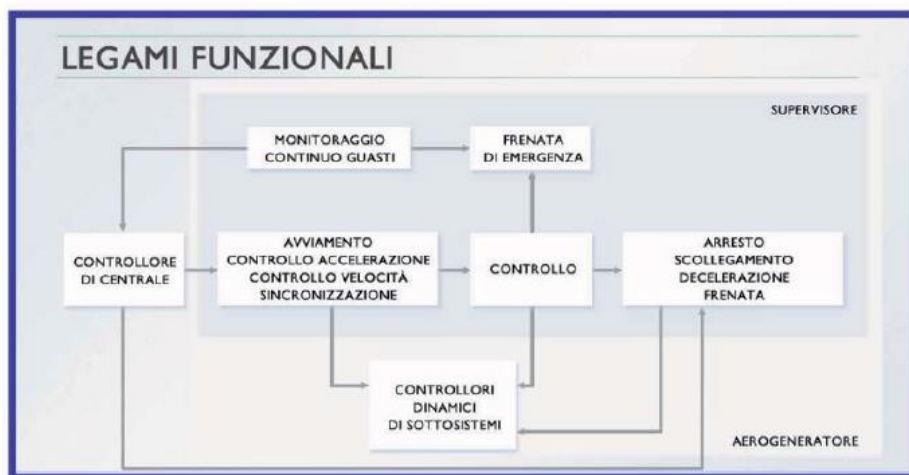 LEGAMI FUNZIONALI
SUPERVISORE
MONITORAGGIO
CONTINUO GUASTI
FRENATA
DI EMERGENZA
CONTROLLORE
DI CENTRALE
AVVIAMENTO
CONTROLLO ACCELERAZIONE
CONTROLLO VELOCITÀ
SINCRONIZZAZIONE
CONTROLLO
ARRESTO
SCOLLEGAMENTO
DECELERAZIONE
FRENATA
CONTROLLORI
DINAMICI
DI SOTTOSISTEMI
AEROGENERATORE